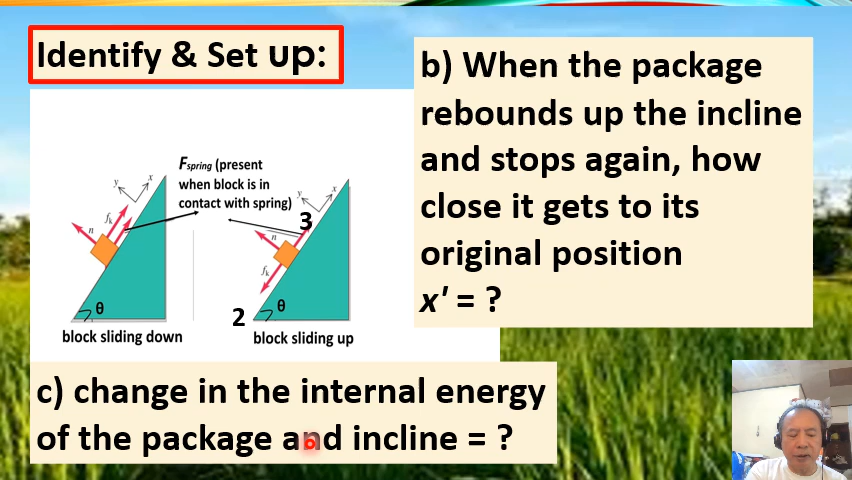 Identify & Set up:
b) When the package
rebounds up the incline
and stops again, how
close it gets to its
original position
x' = ?
Fspring (present
when block is in
contact with spring)
y
x
n
fk
θ
block sliding down
y
x
3
n
fk
2
θ
block sliding up
c) change in the internal energy
of the package and incline = ?